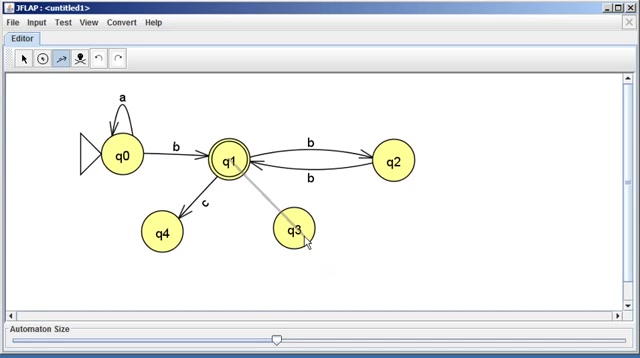 JFLAP : <untitled1>
File Input Test View Convert Help
Editor
a
b
b
q0
q1
q2
b
c
q4
q3
Automaton Size